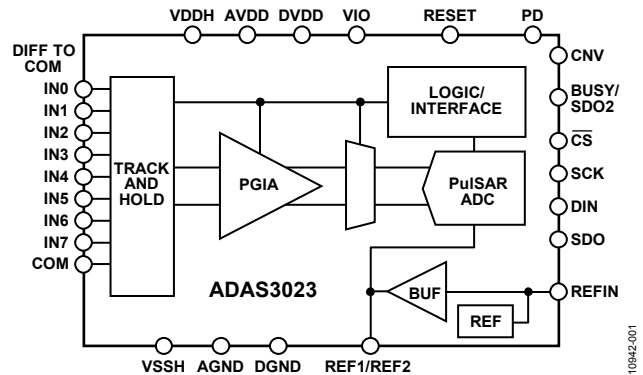 VDDH AVDD DVDD VIO RESET PD
DIFF TO
COM
IN0
IN1
IN2
IN3
IN4
IN5
IN6
IN7
COM
TRACK
AND
HOLD
PGIA
LOGIC/
INTERFACE
PulSAR
ADC
BUF
REF
ADAS3023
CNV
BUSY/
SDO2
CS
SCK
DIN
SDO
REFIN
VSSH AGND DGND REF1/REF2
10942-001